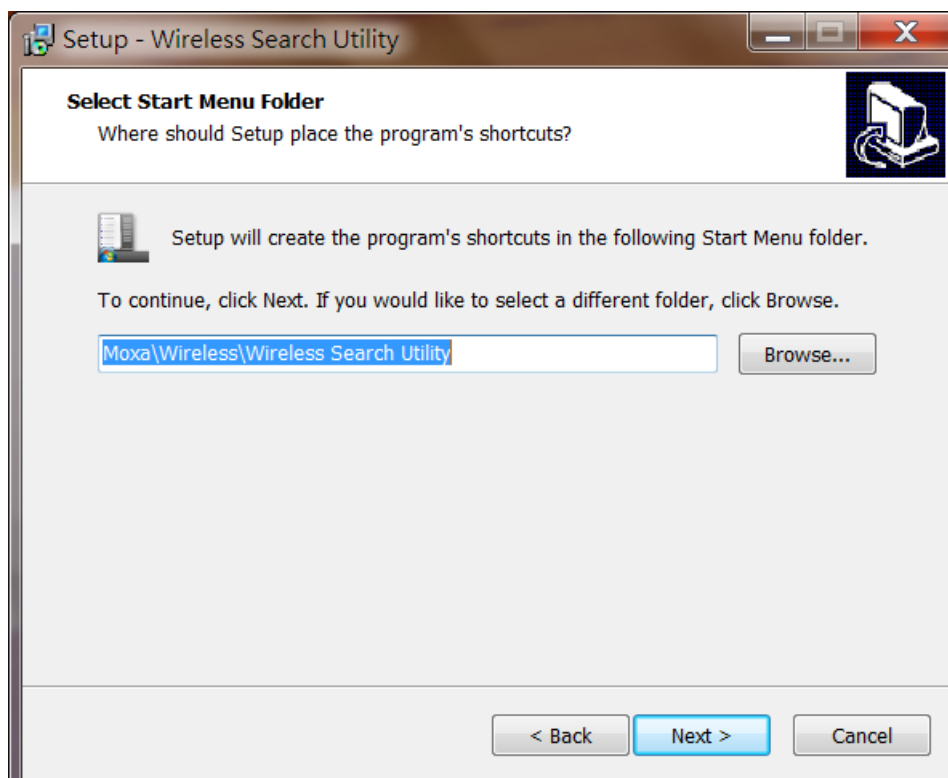 Setup - Wireless Search Utility
Select Start Menu Folder
Where should Setup place the program's shortcuts?
Setup will create the program's shortcuts in the following Start Menu folder.
To continue, click Next. If you would like to select a different folder, click Browse.
Moxa\Wireless\Wireless Search Utility
Browse...
< Back
Next >
Cancel